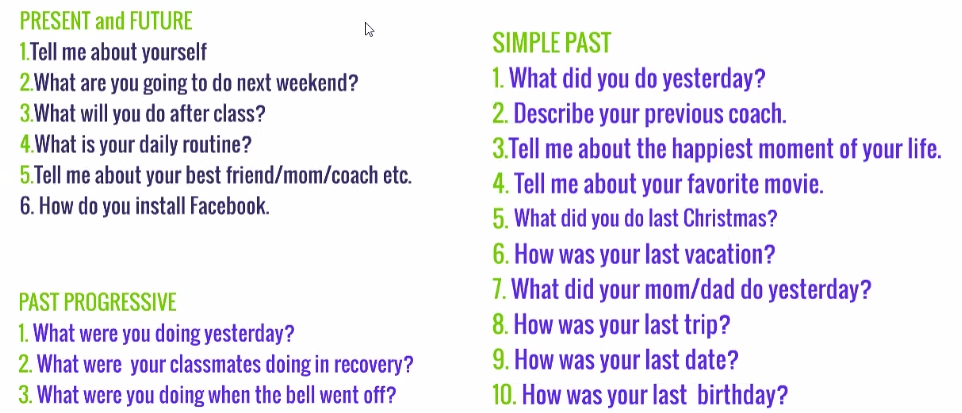 PRESENT and FUTURE
1.Tell me about yourself
2.What are you going to do next weekend?
3.What will you do after class?
4.What is your daily routine?
5.Tell me about your best friend/mom/coach etc.
6. How do you install Facebook.
PAST PROGRESSIVE
1. What were you doing yesterday?
2. What were  your classmates doing in recovery?
3. What were you doing when the bell went off?
SIMPLE PAST
1. What did you do yesterday?
2. Describe your previous coach.
3.Tell me about the happiest moment of your life.
4. Tell me about your favorite movie.
5. What did you do last Christmas?
6. How was your last vacation?
7. What did your mom/dad do yesterday?
8. How was your last trip?
9. How was your last date?
10. How was your last  birthday?